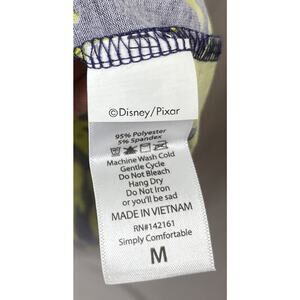 ©Disney/Pixar
95% Polyester
5% Spandex
Machine Wash Cold
Gentle Cycle
Do Not Bleach
Hang Dry
Do Not Iron
or you'll be sad
MADE IN VIETNAM
RN#142161
Simply Comfortable
M